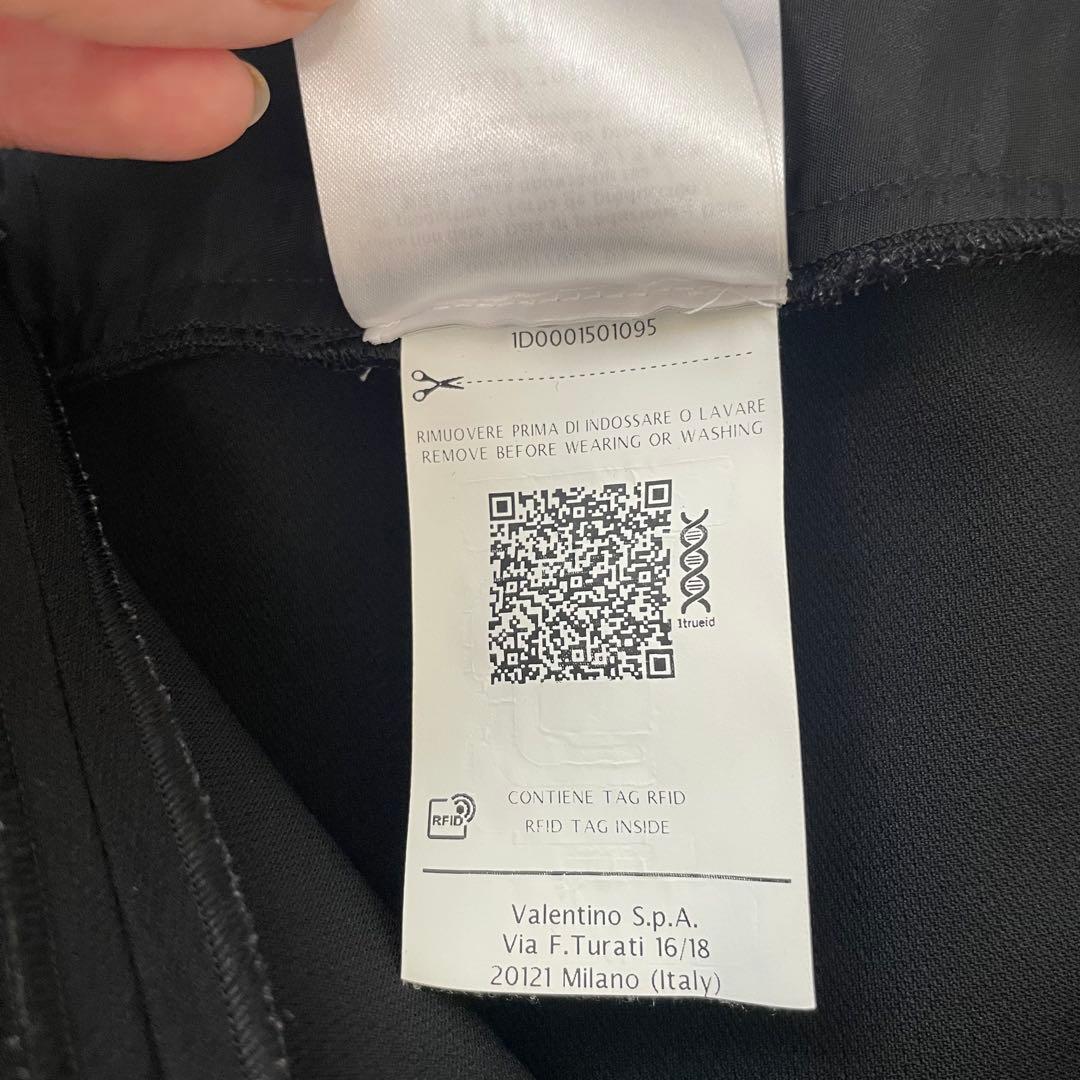 1D0001501095
RIMUOVERE PRIMA DI INDOSSARE O LAVARE
REMOVE BEFORE WEARING OR WASHING
1trueid
CONTIENE TAG RFID
RFID
RFID TAG INSIDE
Valentino S.p.A.
Via F.Turati 16/18
20121 Milano (Italy)